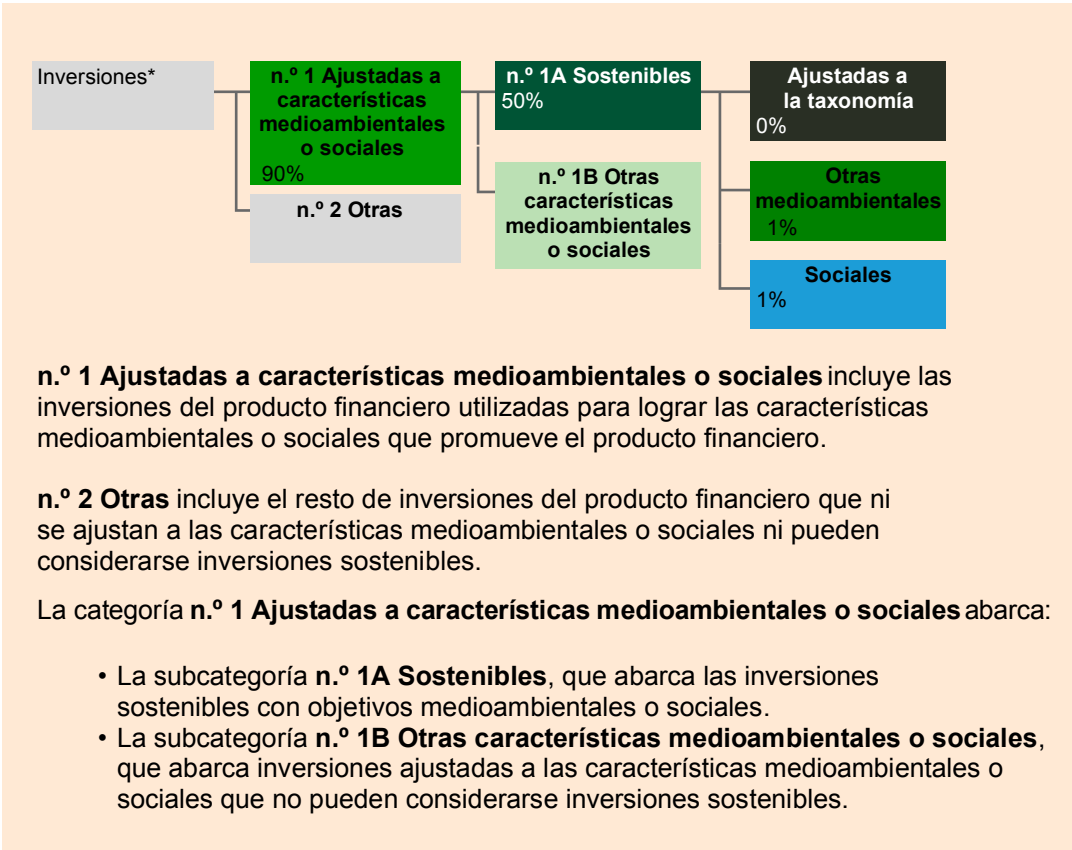 Inversiones*
n.º 1 Ajustadas a
características
medioambientales
o sociales
90%
n.º 2 Otras
n.º 1A Sostenibles
50%
n.º 1B Otras
características
medioambientales
o sociales
Ajustadas a
la taxonomía
0%
Otras
medioambientales
1%
Sociales
1%
n.º 1 Ajustadas a características medioambientales o sociales incluye las
inversiones del producto financiero utilizadas para lograr las características
medioambientales o sociales que promueve el producto financiero.
n.º 2 Otras incluye el resto de inversiones del producto financiero que ni
se ajustan a las características medioambientales o sociales ni pueden
considerarse inversiones sostenibles.
La categoría n.º 1 Ajustadas a características medioambientales o sociales abarca:
• La subcategoría n.º 1A Sostenibles, que abarca las inversiones
sostenibles con objetivos medioambientales o sociales.
• La subcategoría n.º 1B Otras características medioambientales o sociales,
que abarca inversiones ajustadas a las características medioambientales o
sociales que no pueden considerarse inversiones sostenibles.